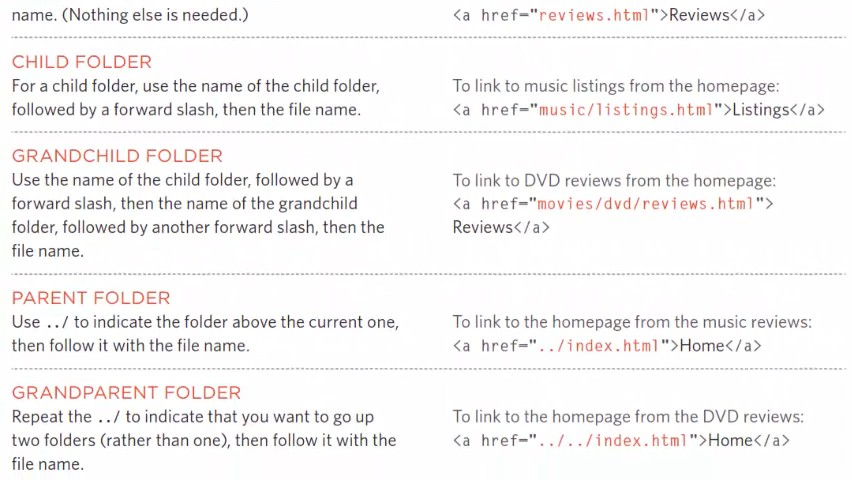 name. (Nothing else is needed.)
<a href="reviews.html">Reviews</a>
CHILD FOLDER
For a child folder, use the name of the child folder,
followed by a forward slash, then the file name.
To link to music listings from the homepage:
<a href="music/listings.html">Listings</a>
GRANDCHILD FOLDER
Use the name of the child folder, followed by a
forward slash, then the name of the grandchild
folder, followed by another forward slash, then the
file name.
To link to DVD reviews from the homepage:
<a href="movies/dvd/reviews.html">
Reviews</a>
PARENT FOLDER
Use ../ to indicate the folder above the current one,
then follow it with the file name.
To link to the homepage from the music reviews:
<a href="../index.html">Home</a>
GRANDPARENT FOLDER
Repeat the ../ to indicate that you want to go up
two folders (rather than one), then follow it with the
file name.
To link to the homepage from the DVD reviews:
<a href="../../index.html">Home</a>